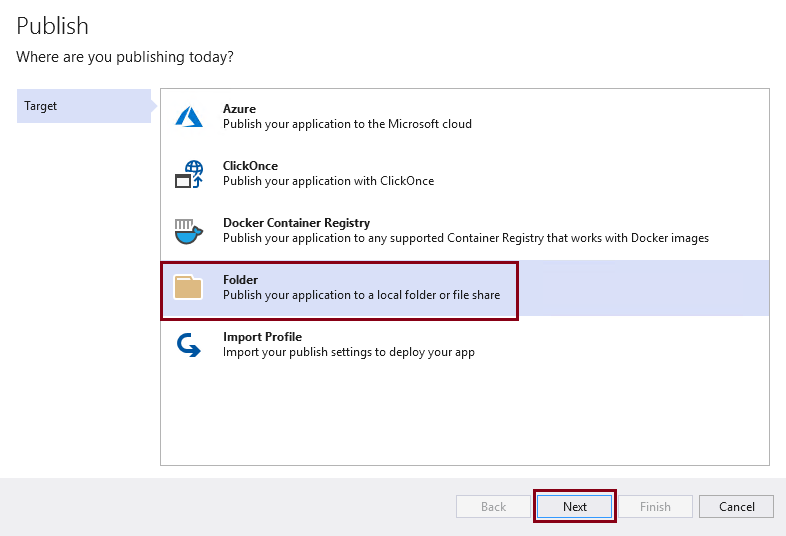 Publish
Where are you publishing today?
Target
Azure
Publish your application to the Microsoft cloud
ClickOnce
Publish your application with ClickOnce
Docker Container Registry
Publish your application to any supported Container Registry that works with Docker images
Folder
Publish your application to a local folder or file share
Import Profile
Import your publish settings to deploy your app
Back
Next
Finish
Cancel